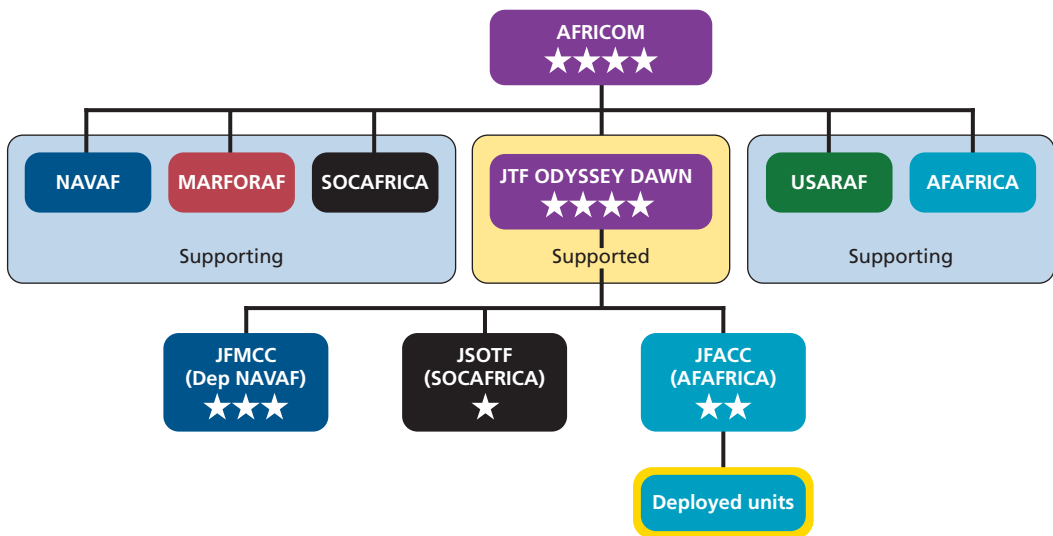 AFRICOM
NAVAF
MARFORAF
SOCAFRICA
JTF ODYSSEY DAWN
USARAF
AFAFRICA
Supporting
Supported
Supporting
JFMCC
(Dep NAVAF)
JSOTF
(SOCAFRICA)
JFACC
(AFAFRICA)
Deployed units